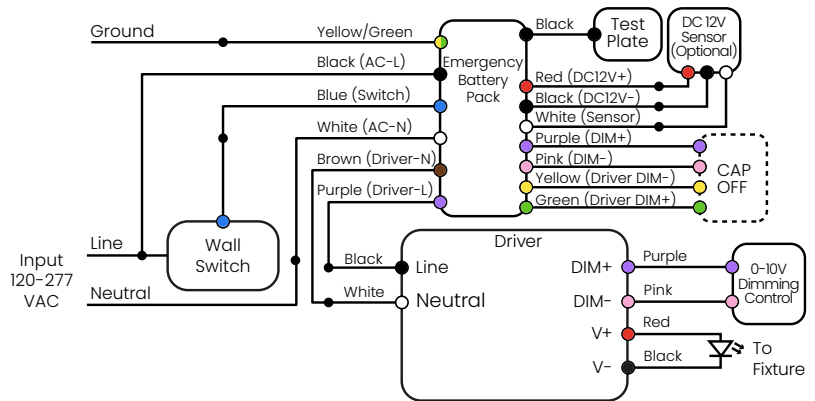 Ground
Yellow/Green
Black (AC-L)
Blue (Switch)
White (AC-N)
Brown (Driver-N)
Purple (Driver-L)
Emergency
Battery
Pack
Black
Test
Plate
DC 12V
Sensor
(Optional)
Red (DC12V+)
Black (DC12V-)
White (Sensor)
Purple (DIM+)
Pink (DIM-)
Yellow (Driver DIM-)
Green (Driver DIM+)
CAP
OFF
Input
120-277
VAC
Line
Neutral
Wall
Switch
Black
White
Driver
Line
Neutral
DIM+
DIM-
V+
V-
Purple
Pink
Red
Black
0-10V
Dimming
Control
To
Fixture